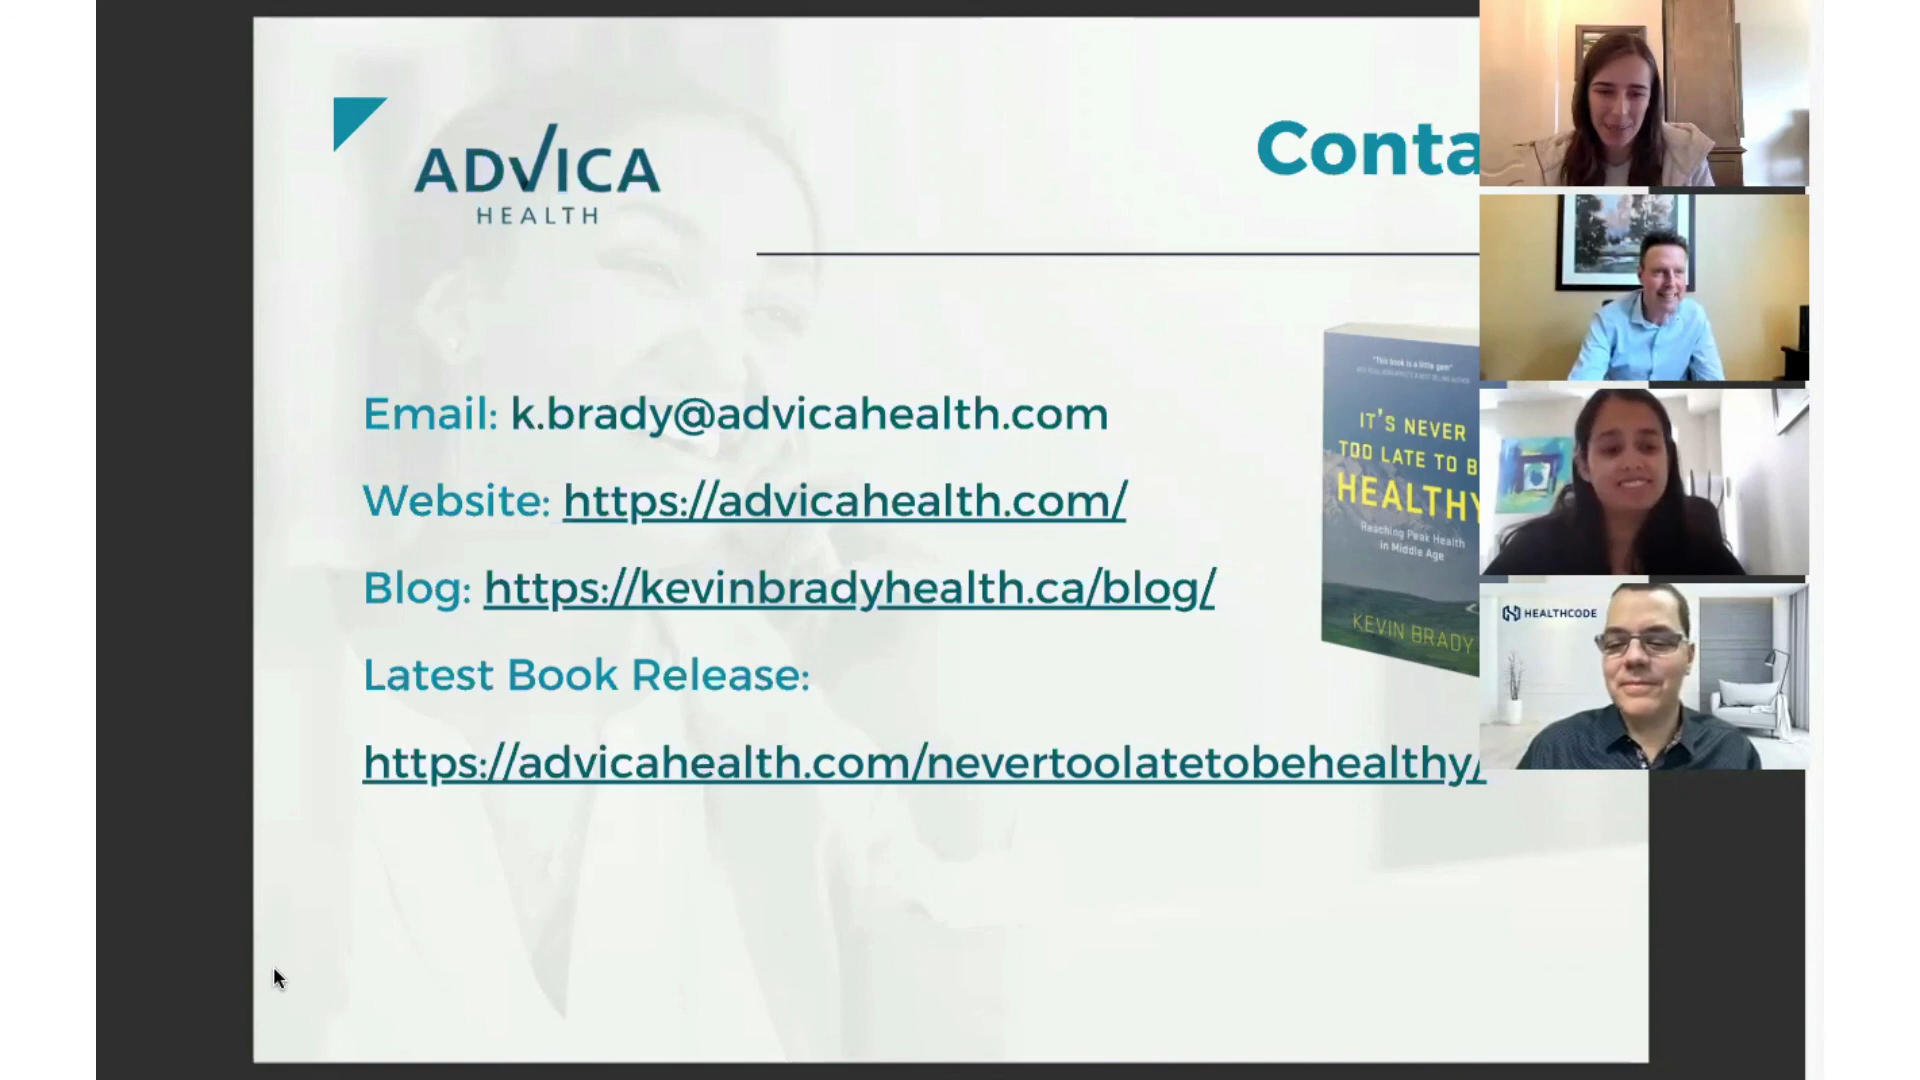 ADVICA
HEALTH
Conta
Email: k.brady@advicahealth.com
Website: https://advicahealth.com/
Blog: https://kevinbradyhealth.ca/blog/
Latest Book Release:
https://advicahealth.com/nevertoolatetobehealthy/
"This book is a little gem"
IT'S NEVER
TOO LATE TO B
HEALTHY
Reaching Peak Health
in Middle Age
KEVIN BRADY
HEALTHCODE